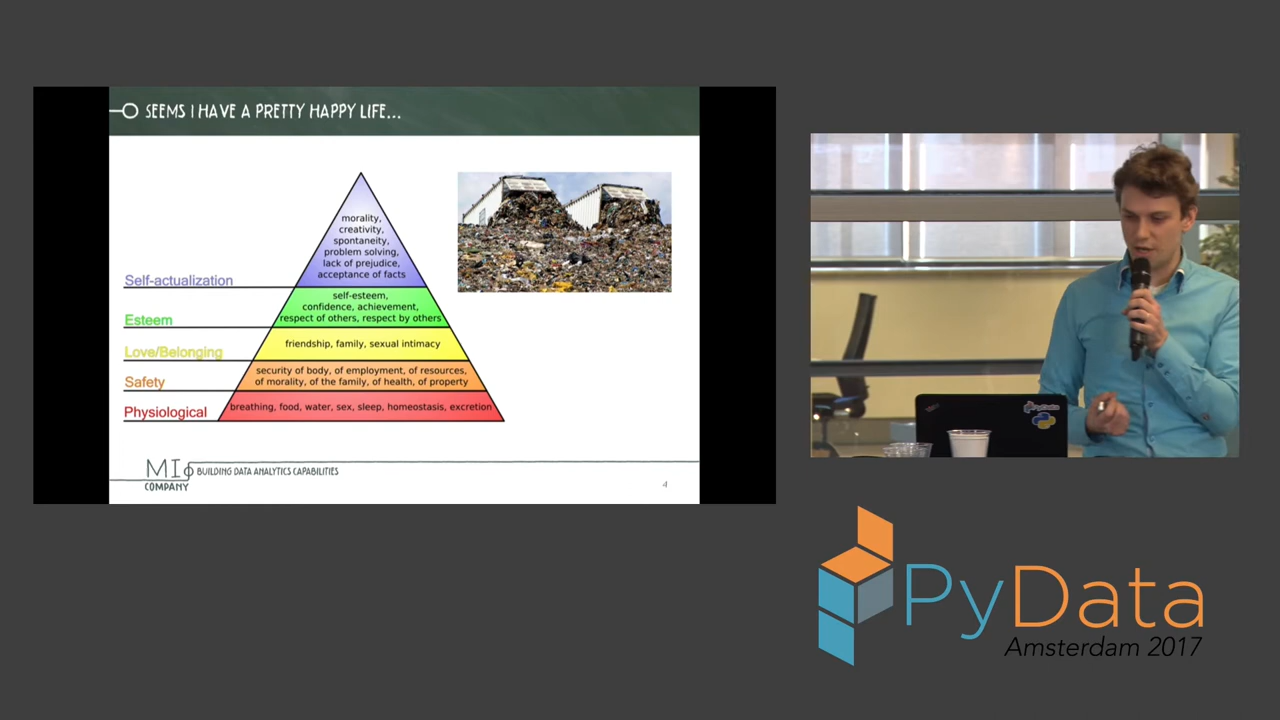 SEEMS I HAVE A PRETTY HAPPY LIFE...
morality,
creativity,
spontaneity,
problem solving,
lack of prejudice,
acceptance of facts
Self-actualization
self-esteem,
confidence, achievement,
respect of others, respect by others
Esteem
friendship, family, sexual intimacy
Love/Belonging
security of body, of employment, of resources,
of morality, of the family, of health, of property
Safety
breathing, food, water, sex, sleep, homeostasis, excretion
Physiological
MI
COMPANY
BUILDING DATA ANALYTICS CAPABILITIES
4
PyData
Amsterdam 2017